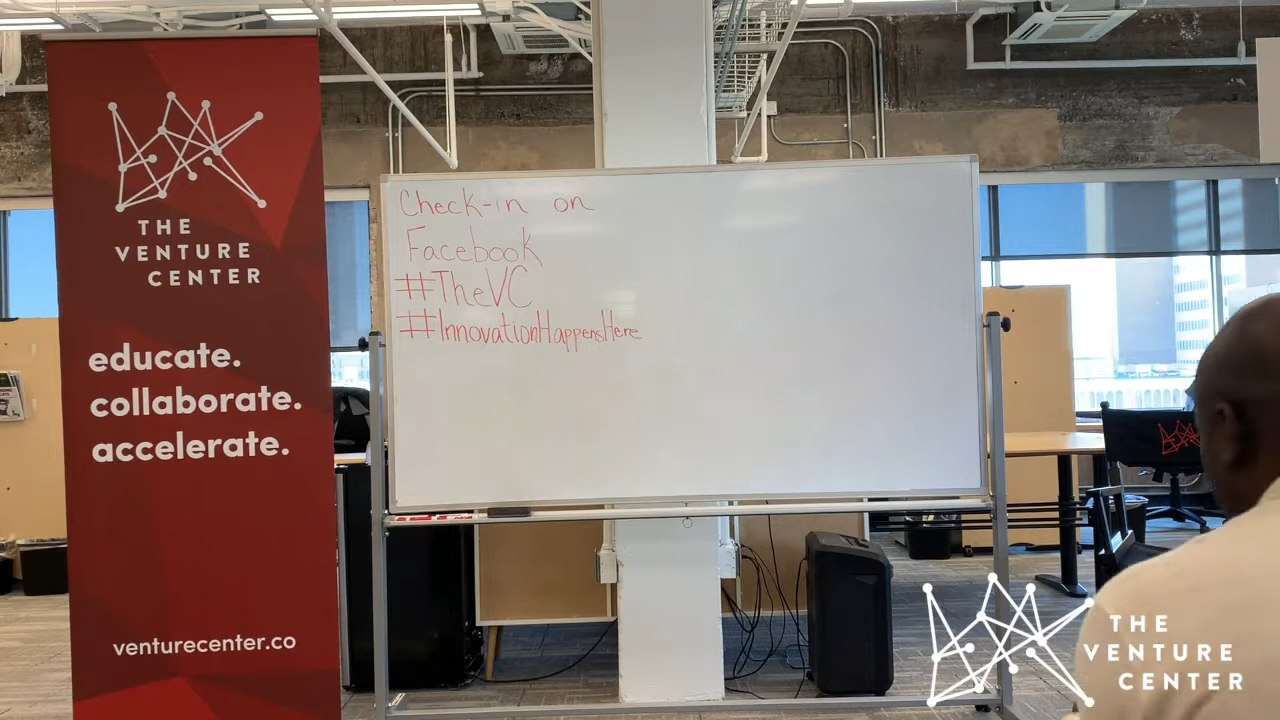 THE
VENTURE
CENTER
educate.
collaborate.
accelerate.
venturecenter.co
Check-in on
Facebook
#TheVC
#InnovationHappensHere
THE
VENTURE
CENTER